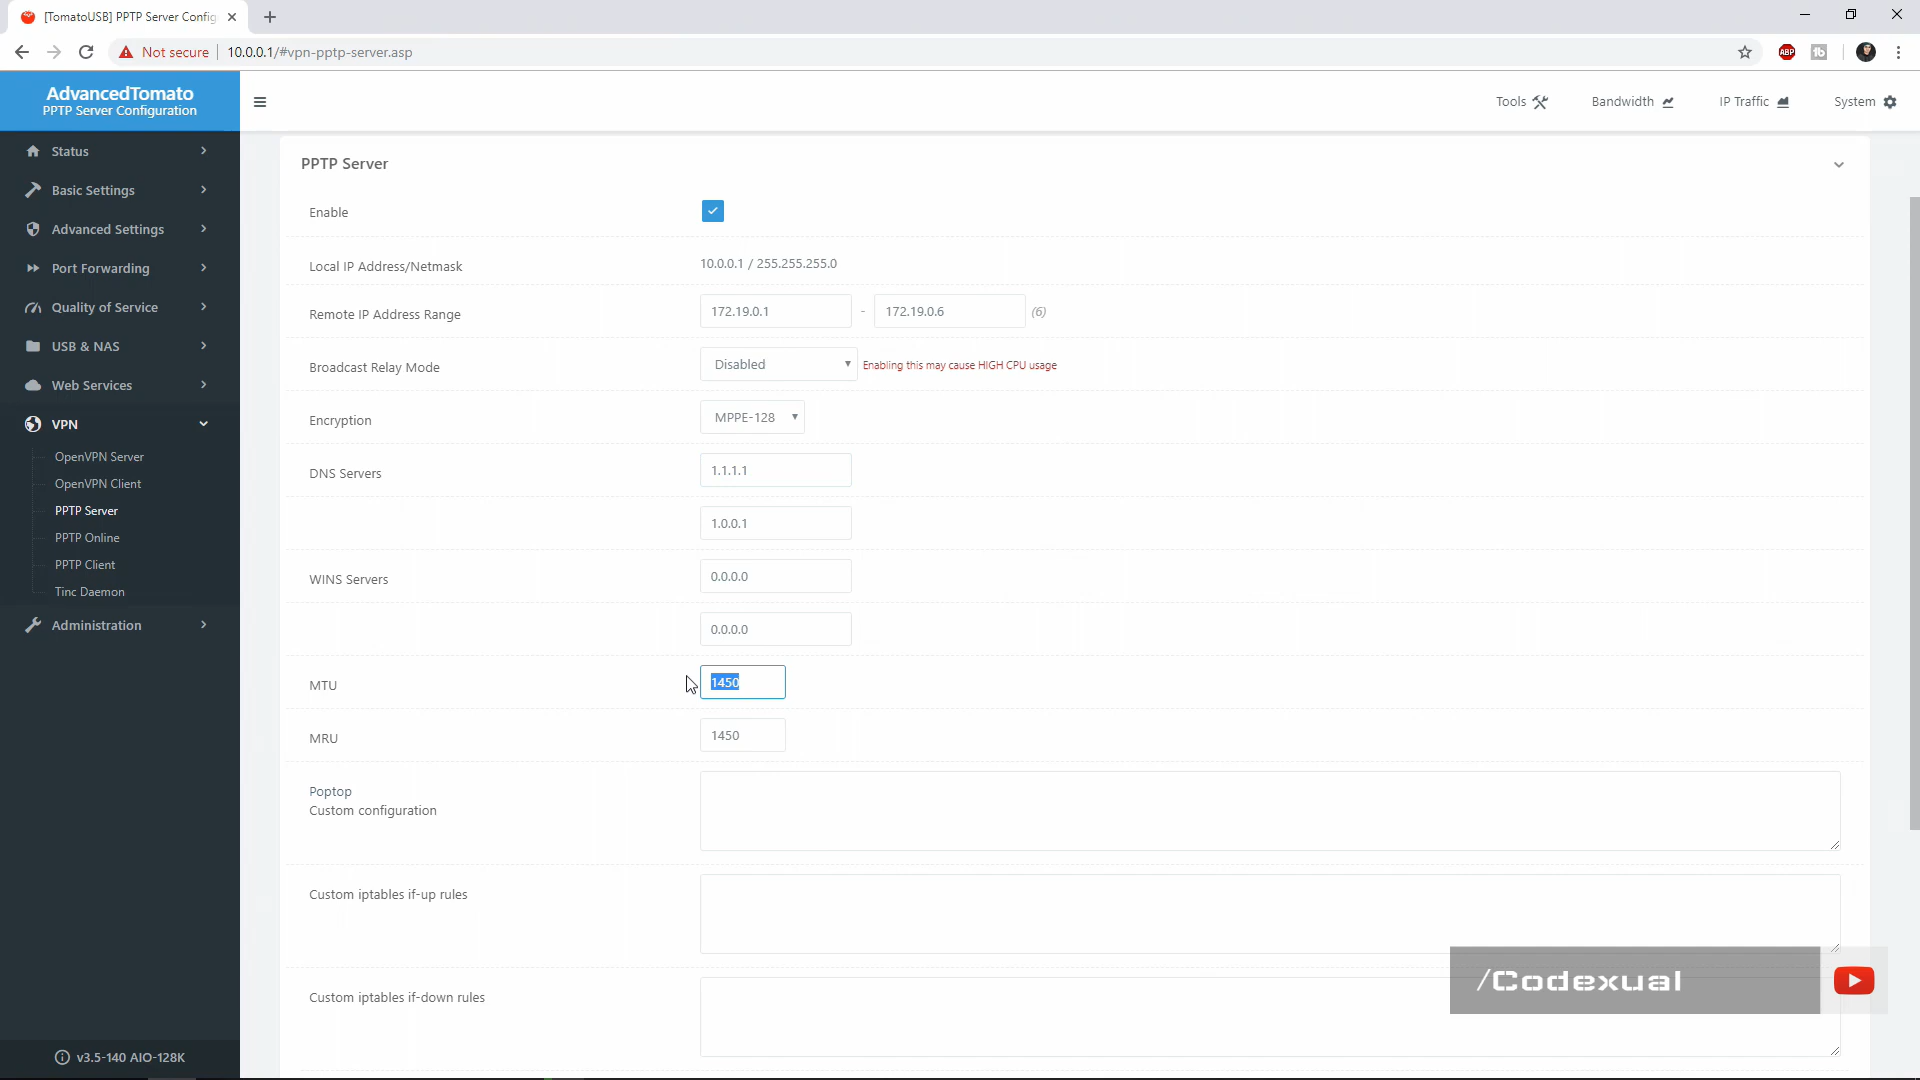 [TomatoUSB] PPTP Server Config
Not secure
10.0.0.1/#vpn-pptp-server.asp
ABP
tb
AdvancedTomato
PPTP Server Configuration
Tools
Bandwidth
IP Traffic
System
Status
Basic Settings
Advanced Settings
Port Forwarding
Quality of Service
USB & NAS
Web Services
VPN
OpenVPN Server
OpenVPN Client
PPTP Server
PPTP Online
PPTP Client
Tinc Daemon
Administration
v3.5-140 AIO-128K
PPTP Server
Enable
Local IP Address/Netmask 10.0.0.1 / 255.255.255.0
Remote IP Address Range 172.19.0.1 - 172.19.0.6 (6)
Broadcast Relay Mode Disabled Enabling this may cause HIGH CPU usage
Encryption MPPE-128
DNS Servers 1.1.1.1
1.0.0.1
WINS Servers 0.0.0.0
0.0.0.0
MTU 1450
MRU 1450
Poptop
Custom configuration
Custom iptables if-up rules
Custom iptables if-down rules
/Codexual